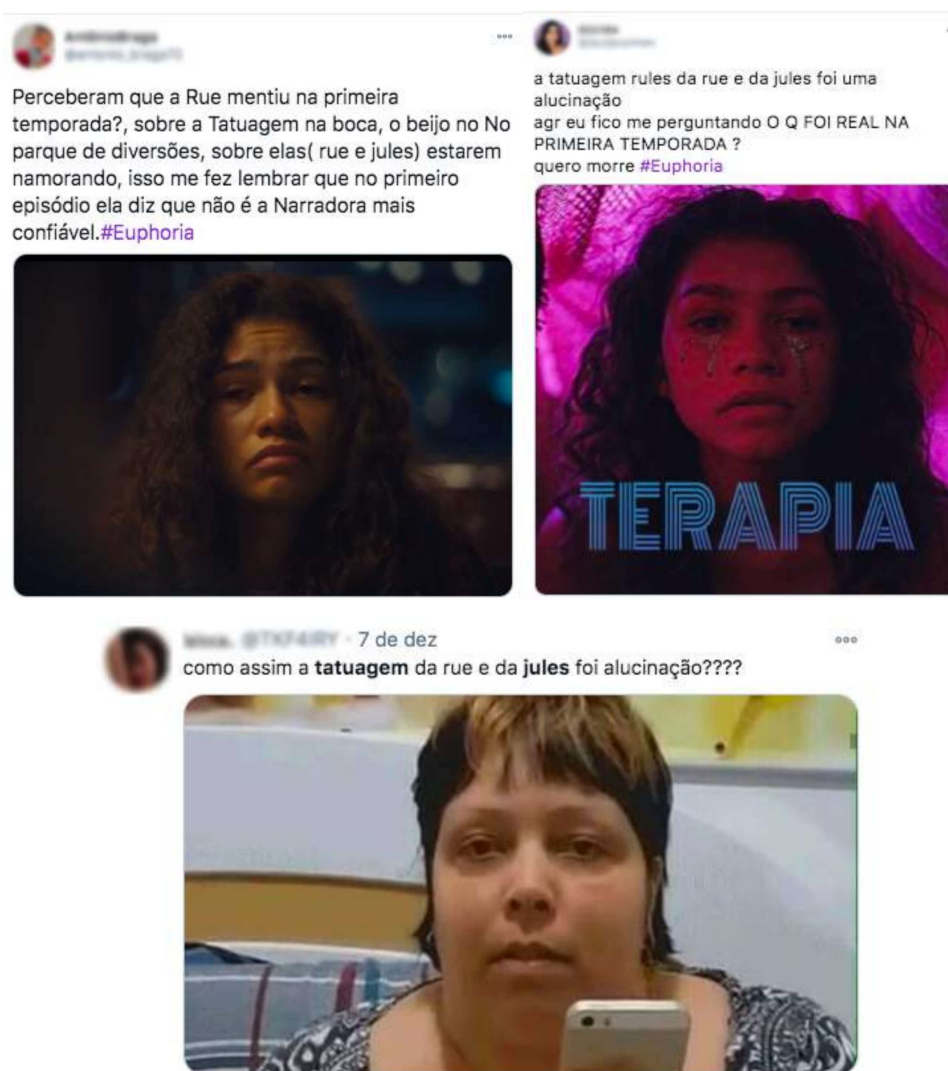 Perceberam que a Rue mentiu na primeira
temporada?, sobre a Tatuagem na boca, o beijo no No
parque de diversões, sobre elas( rue e jules) estarem
namorando, isso me fez lembrar que no primeiro
episódio ela diz que não é a Narradora mais
confiável.#Euphoria
a tatuagem rules da rue e da jules foi uma
alucinação
agr eu fico me perguntando O Q FOI REAL NA
PRIMEIRA TEMPORADA ?
quero morre #Euphoria
TERAPIA
· 7 de dez
como assim a tatuagem da rue e da jules foi alucinação????